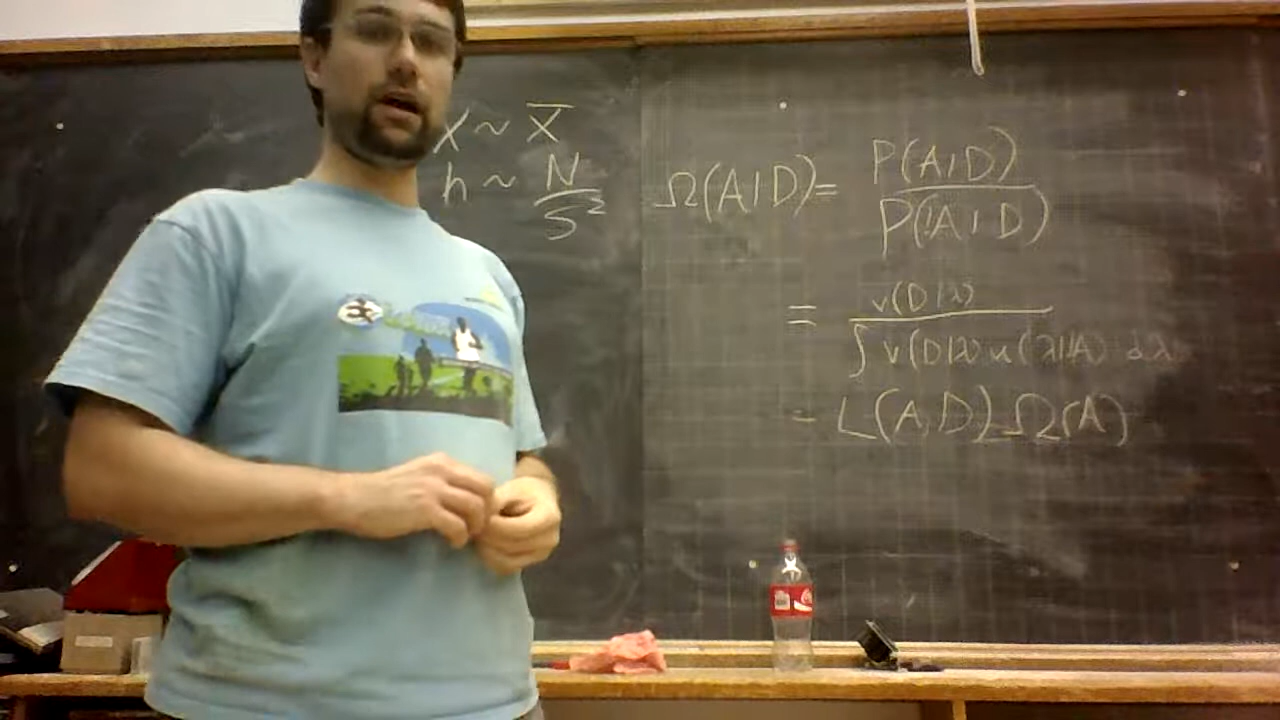 X ~ X̄
h ~ N/S²
Ω(A|D) = P(A|D)/P(!A|D)
= v(D|λ)/∫v(D|λ)u(λ|!A) dλ
= L(A,D) Ω(A)